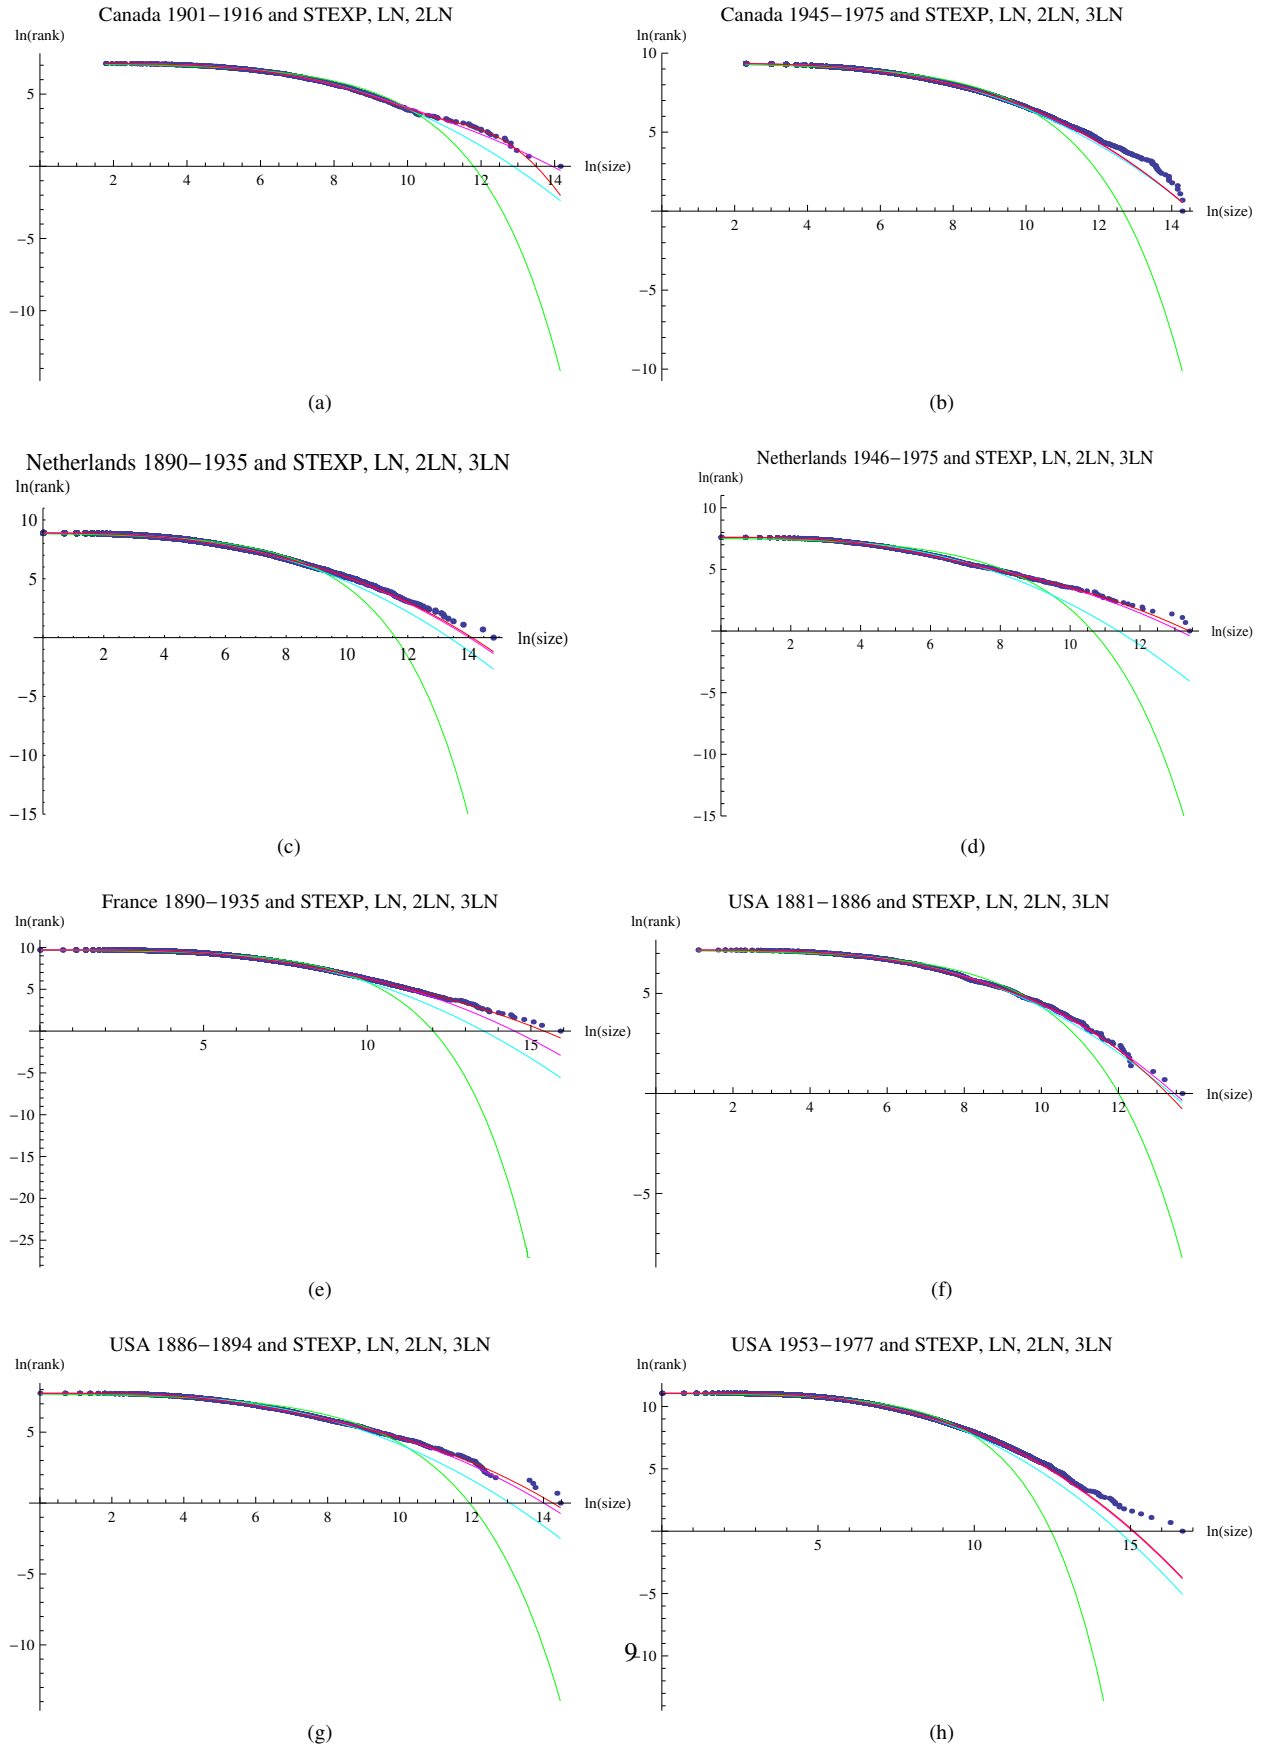 Canada 1901−1916 and STEXP, LN, 2LN
ln(rank)
5
−5
−10
2 4 6 8 10 12 14
ln(size)
(a)
Canada 1945−1975 and STEXP, LN, 2LN, 3LN
ln(rank)
10
5
−5
−10
2 4 6 8 10 12 14
ln(size)
(b)
Netherlands 1890−1935 and STEXP, LN, 2LN, 3LN
ln(rank)
10
5
−5
−10
−15
2 4 6 8 10 12 14
ln(size)
(c)
Netherlands 1946−1975 and STEXP, LN, 2LN, 3LN
ln(rank)
10
5
−5
−10
−15
2 4 6 8 10 12
ln(size)
(d)
France 1890−1935 and STEXP, LN, 2LN, 3LN
ln(rank)
10
5
−5
−10
−15
−20
−25
5 10 15
ln(size)
(e)
USA 1881−1886 and STEXP, LN, 2LN, 3LN
ln(rank)
5
−5
2 4 6 8 10 12
ln(size)
(f)
USA 1886−1894 and STEXP, LN, 2LN, 3LN
ln(rank)
5
−5
−10
2 4 6 8 10 12 14
ln(size)
(g)
USA 1953−1977 and STEXP, LN, 2LN, 3LN
ln(rank)
10
5
−5
−10
5 10 15
ln(size)
(h)
9